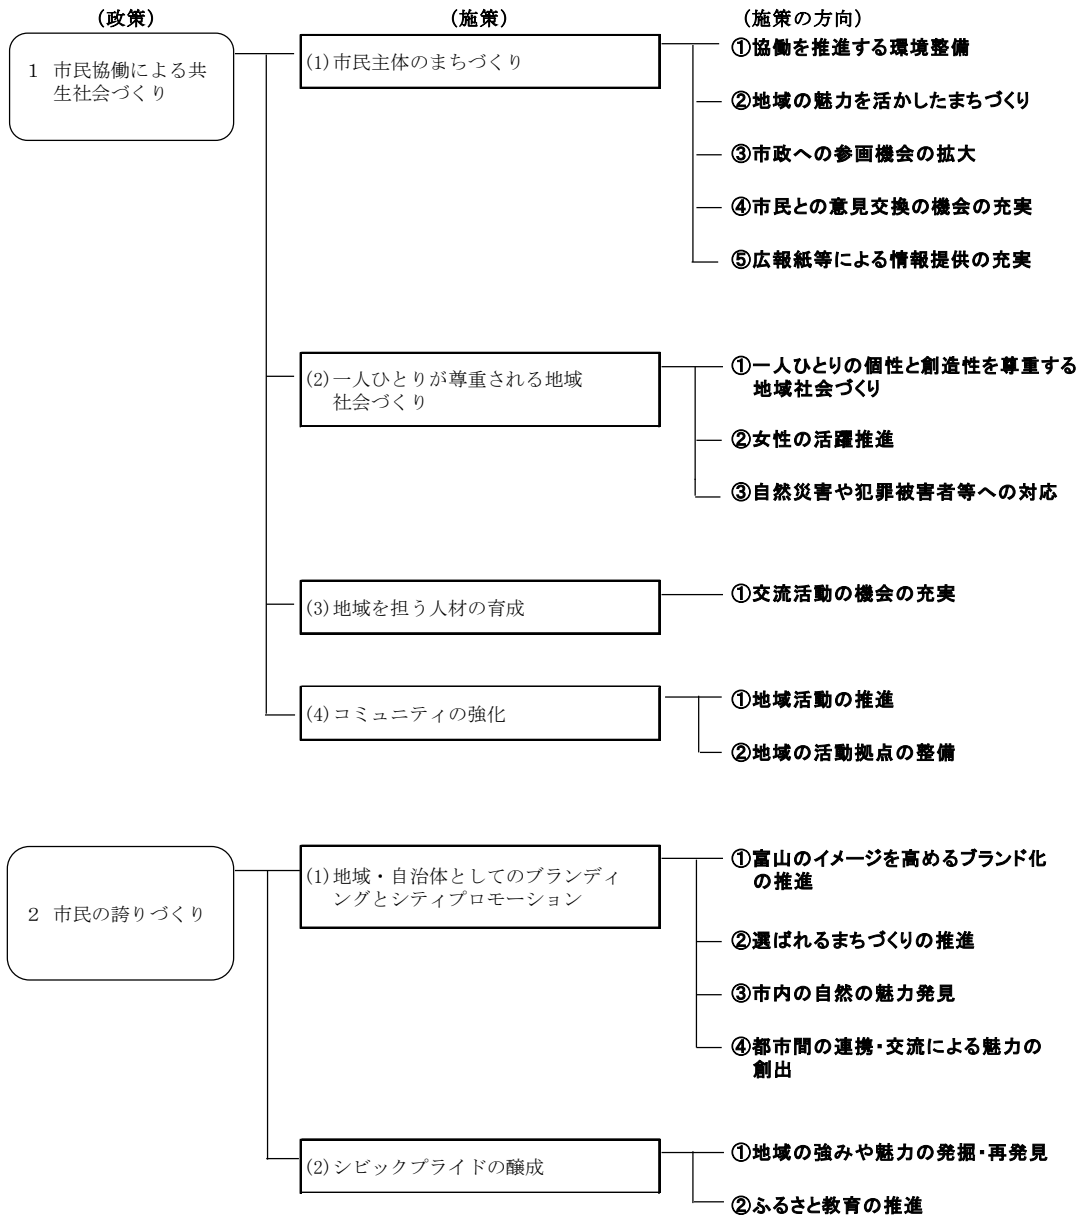 （政策）
（施策）
（施策の方向）
1 市民協働による共
生社会づくり
(1)市民主体のまちづくり
①協働を推進する環境整備
②地域の魅力を活かしたまちづくり
③市政への参画機会の拡大
④市民との意見交換の機会の充実
⑤広報紙等による情報提供の充実
(2)一人ひとりが尊重される地域
社会づくり
①一人ひとりの個性と創造性を尊重する
地域社会づくり
②女性の活躍推進
③自然災害や犯罪被害者等への対応
(3)地域を担う人材の育成
①交流活動の機会の充実
(4)コミュニティの強化
①地域活動の推進
②地域の活動拠点の整備
2 市民の誇りづくり
(1)地域・自治体としてのブランディ
ングとシティプロモーション
①富山のイメージを高めるブランド化
の推進
②選ばれるまちづくりの推進
③市内の自然の魅力発見
④都市間の連携・交流による魅力の
創出
(2)シビックプライドの醸成
①地域の強みや魅力の発掘・再発見
②ふるさと教育の推進